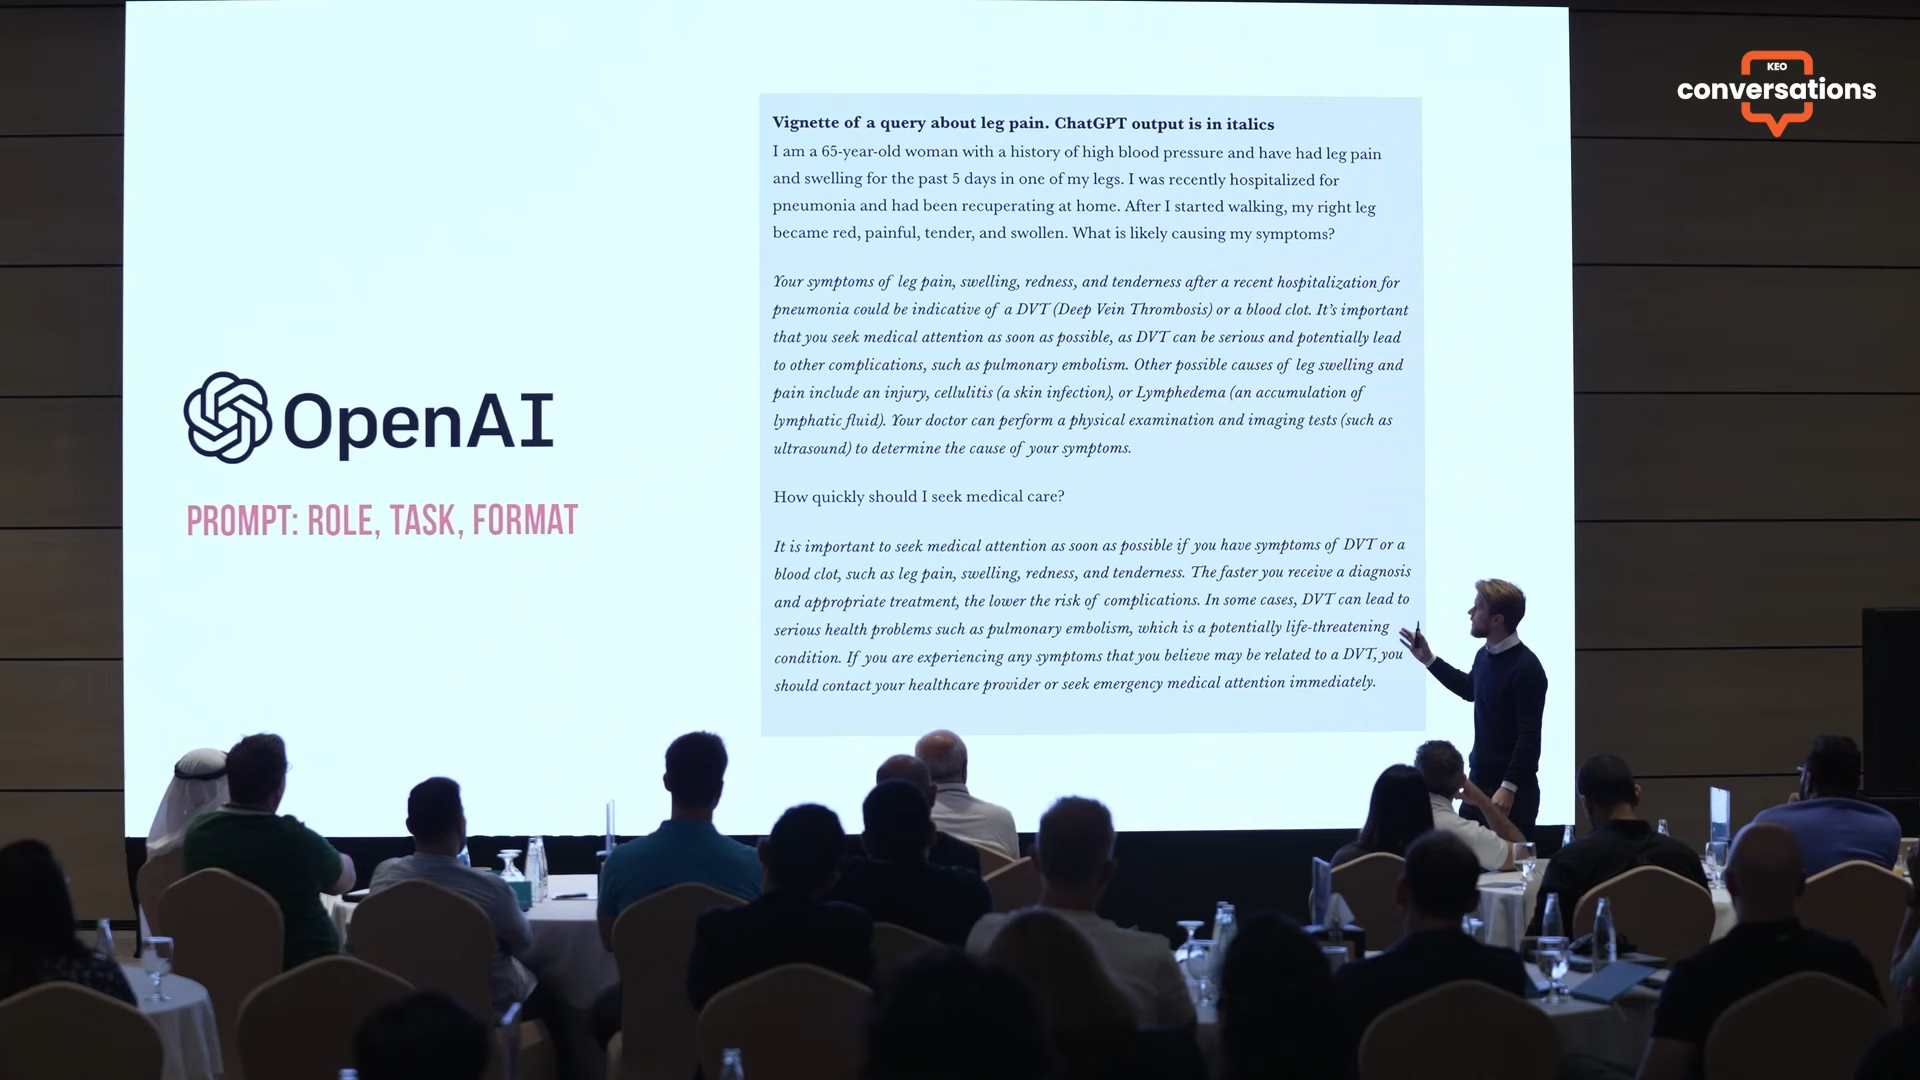 KEO
conversations
Vignette of a query about leg pain. ChatGPT output is in italics
I am a 65-year-old woman with a history of high blood pressure and have had leg pain
and swelling for the past 5 days in one of my legs. I was recently hospitalized for
pneumonia and had been recuperating at home. After I started walking, my right leg
became red, painful, tender, and swollen. What is likely causing my symptoms?
Your symptoms of leg pain, swelling, redness, and tenderness after a recent hospitalization for
pneumonia could be indicative of a DVT (Deep Vein Thrombosis) or a blood clot. It's important
that you seek medical attention as soon as possible, as DVT can be serious and potentially lead
to other complications, such as pulmonary embolism. Other possible causes of leg swelling and
pain include an injury, cellulitis (a skin infection), or Lymphedema (an accumulation of
lymphatic fluid). Your doctor can perform a physical examination and imaging tests (such as
ultrasound) to determine the cause of your symptoms.
How quickly should I seek medical care?
It is important to seek medical attention as soon as possible if you have symptoms of DVT or a
blood clot, such as leg pain, swelling, redness, and tenderness. The faster you receive a diagnosis
and appropriate treatment, the lower the risk of complications. In some cases, DVT can lead to
serious health problems such as pulmonary embolism, which is a potentially life-threatening
condition. If you are experiencing any symptoms that you believe may be related to a DVT, you
should contact your healthcare provider or seek emergency medical attention immediately.
OpenAI
PROMPT: ROLE, TASK, FORMAT